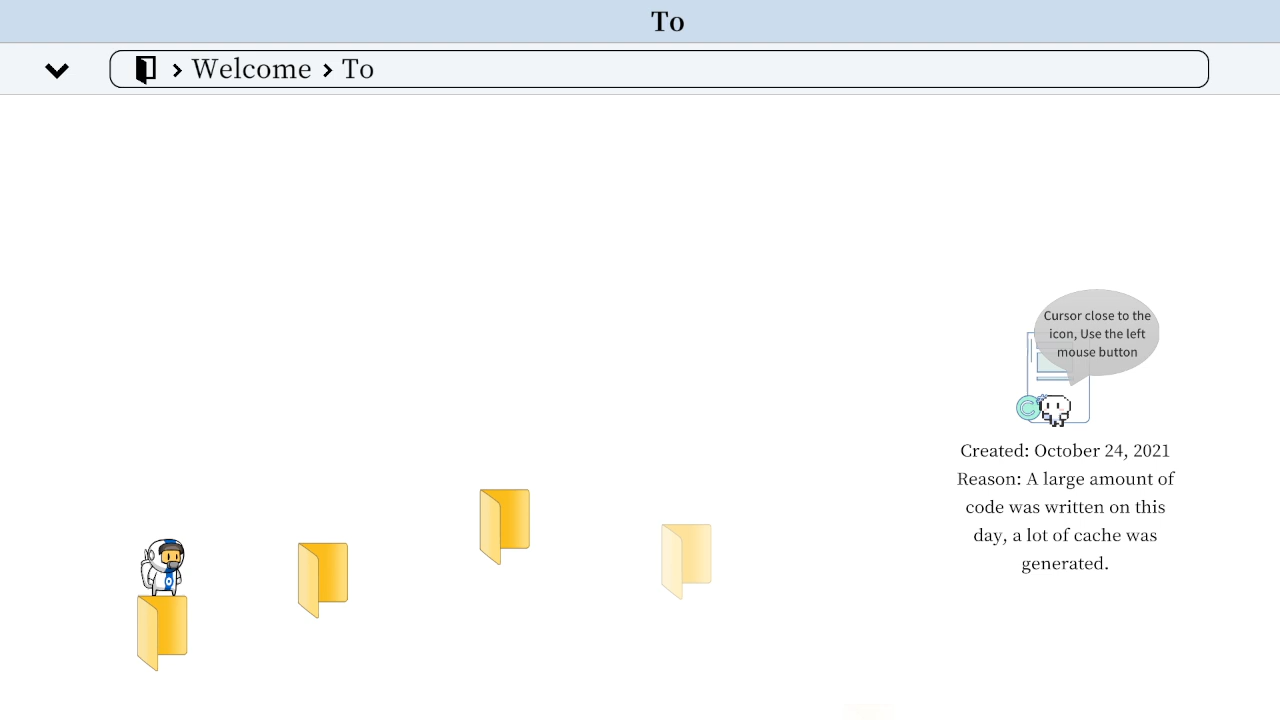 To
Welcome
To
Cursor close to the
icon, Use the left
mouse button
C
Created: October 24, 2021
Reason: A large amount of
code was written on this
day, a lot of cache was
generated.